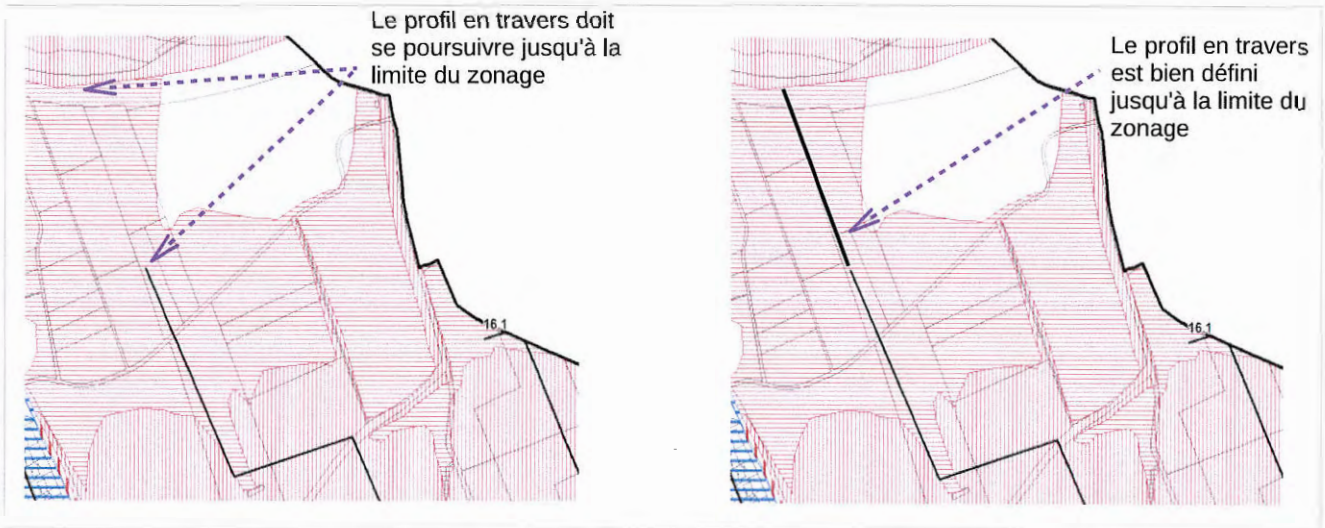 Le profil en travers doit
se poursuivre jusqu'à la
limite du zonage
16,1
Le profil en travers
est bien défini
jusqu'à la limite du
zonage
16,1